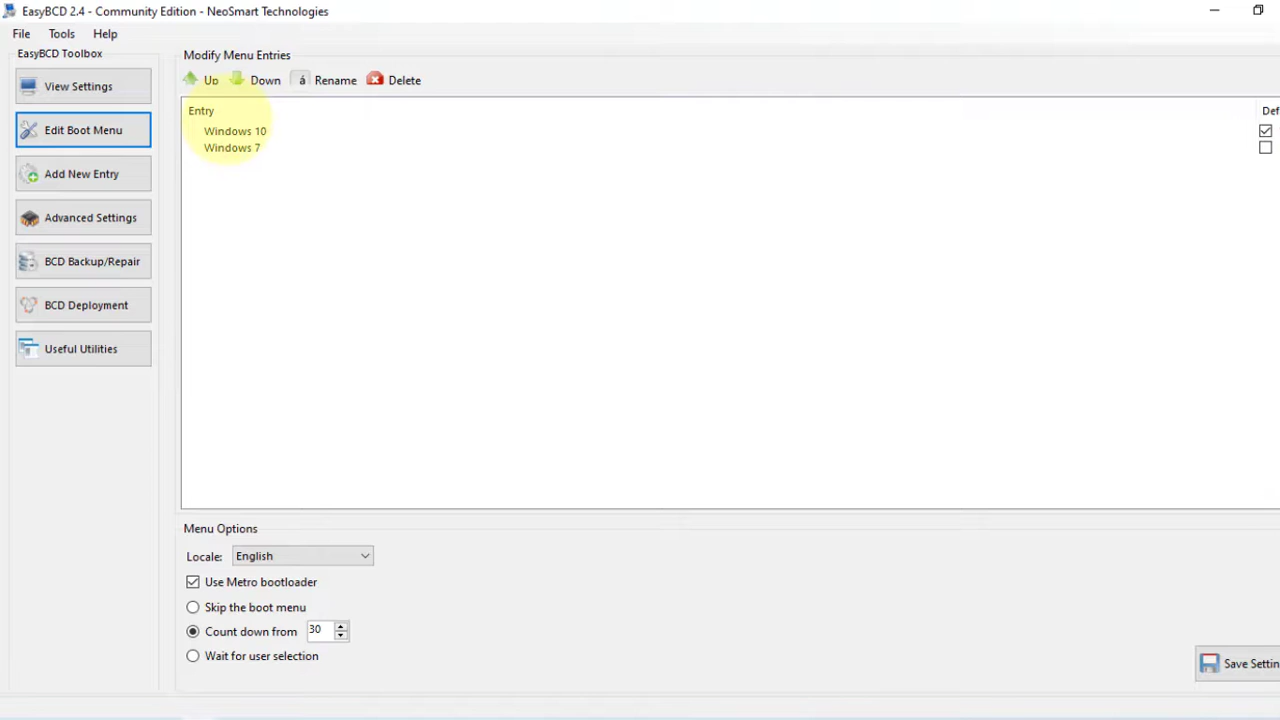 EasyBCD 2.4 - Community Edition - NeoSmart Technologies
File Tools Help
EasyBCD Toolbox
View Settings
Edit Boot Menu
Add New Entry
Advanced Settings
BCD Backup/Repair
BCD Deployment
Useful Utilities
Modify Menu Entries
Up Down á Rename Delete
Entry Def
Windows 10
Windows 7
Menu Options
Locale: English
Use Metro bootloader
Skip the boot menu
Count down from 30
Wait for user selection
Save Settin